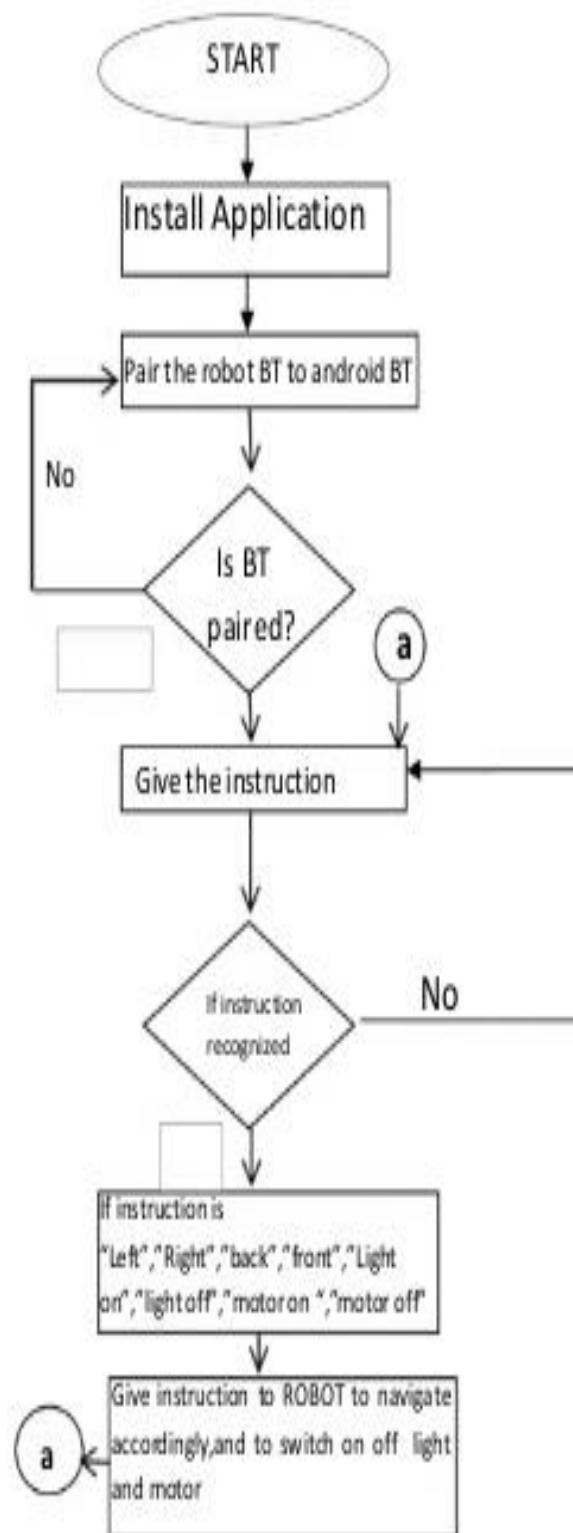 START
Install Application
Pair the robot BT to android BT
No
Is BT
paired?
a
Give the instruction
If instruction
recognized
No
If instruction is
“Left”,”Right”,”back”,”front”,”Light
on”,”light off”,”motor on “,”motor off”
Give instruction to ROBOT to navigate
accordingly,and to switch on off light
and motor
a